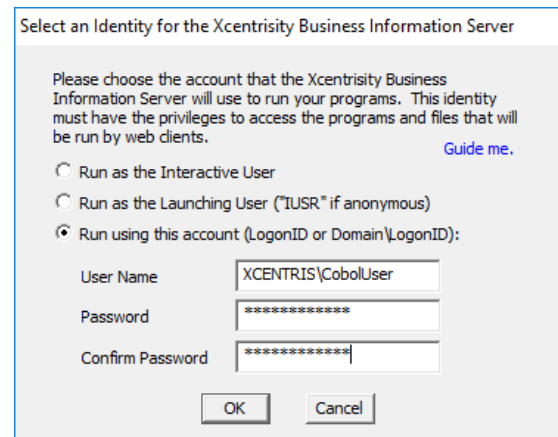 Select an Identity for the Xcentrisity Business Information Server
Please choose the account that the Xcentrisity Business
Information Server will use to run your programs. This identity
must have the privileges to access the programs and files that will
be run by web clients.
Guide me.
Run as the Interactive User
Run as the Launching User ("IUSR" if anonymous)
Run using this account (LogonID or Domain\LogonID):
User Name XCENTRIS\CobolUser
Password ************
Confirm Password ************
OK Cancel